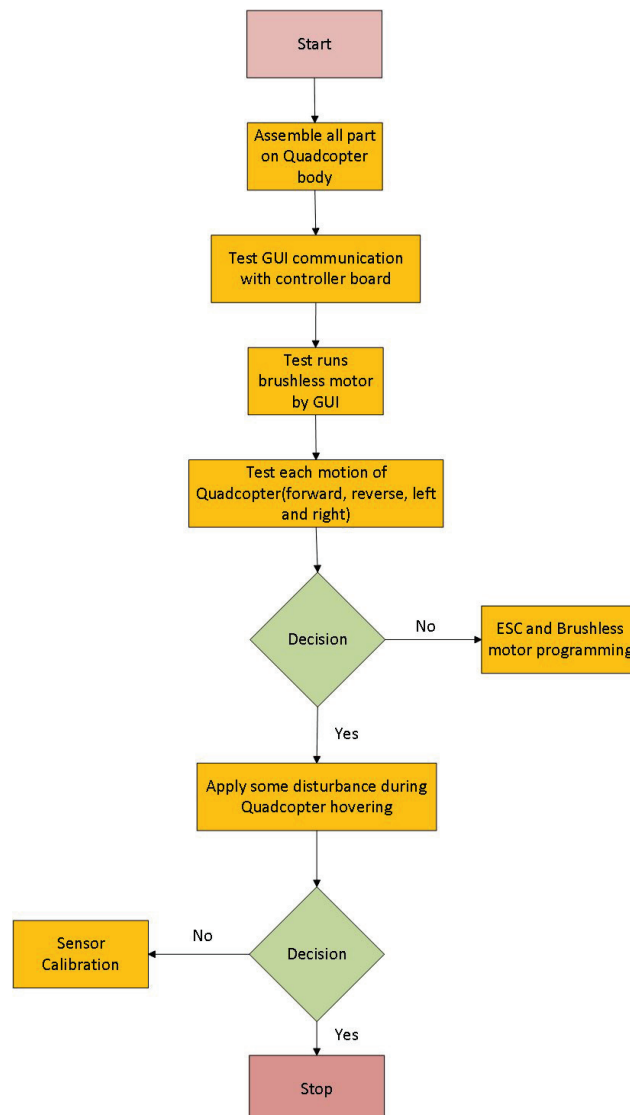 Start
Assemble all part
on Quadcopter
body
Test GUI communication
with controller board
Test runs
brushless motor
by GUI
Test each motion of
Quadcopter(forward, reverse, left
and right)
Decision
No
ESC and Brushless
motor programming
Yes
Apply some disturbance during
Quadcopter hovering
Decision
No
Sensor
Calibration
Yes
Stop